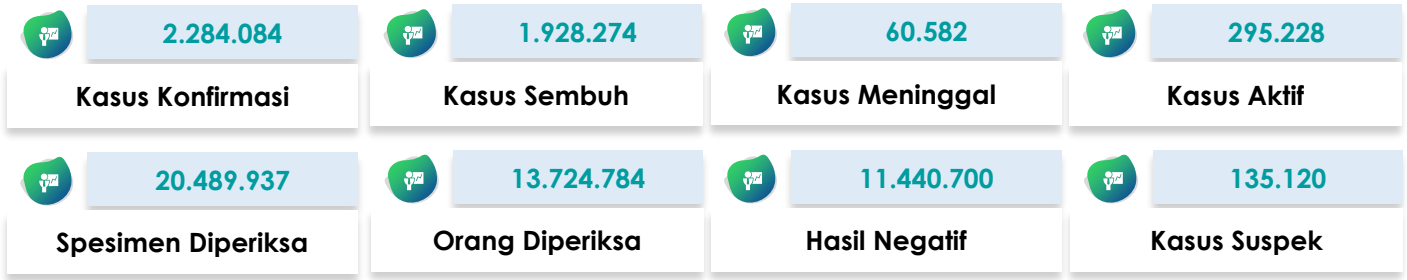 2.284.084 1.928.274 60.582 295.228
Kasus Konfirmasi Kasus Sembuh Kasus Meninggal Kasus Aktif
20.489.937 13.724.784 11.440.700 135.120
Spesimen Diperiksa Orang Diperiksa Hasil Negatif Kasus Suspek